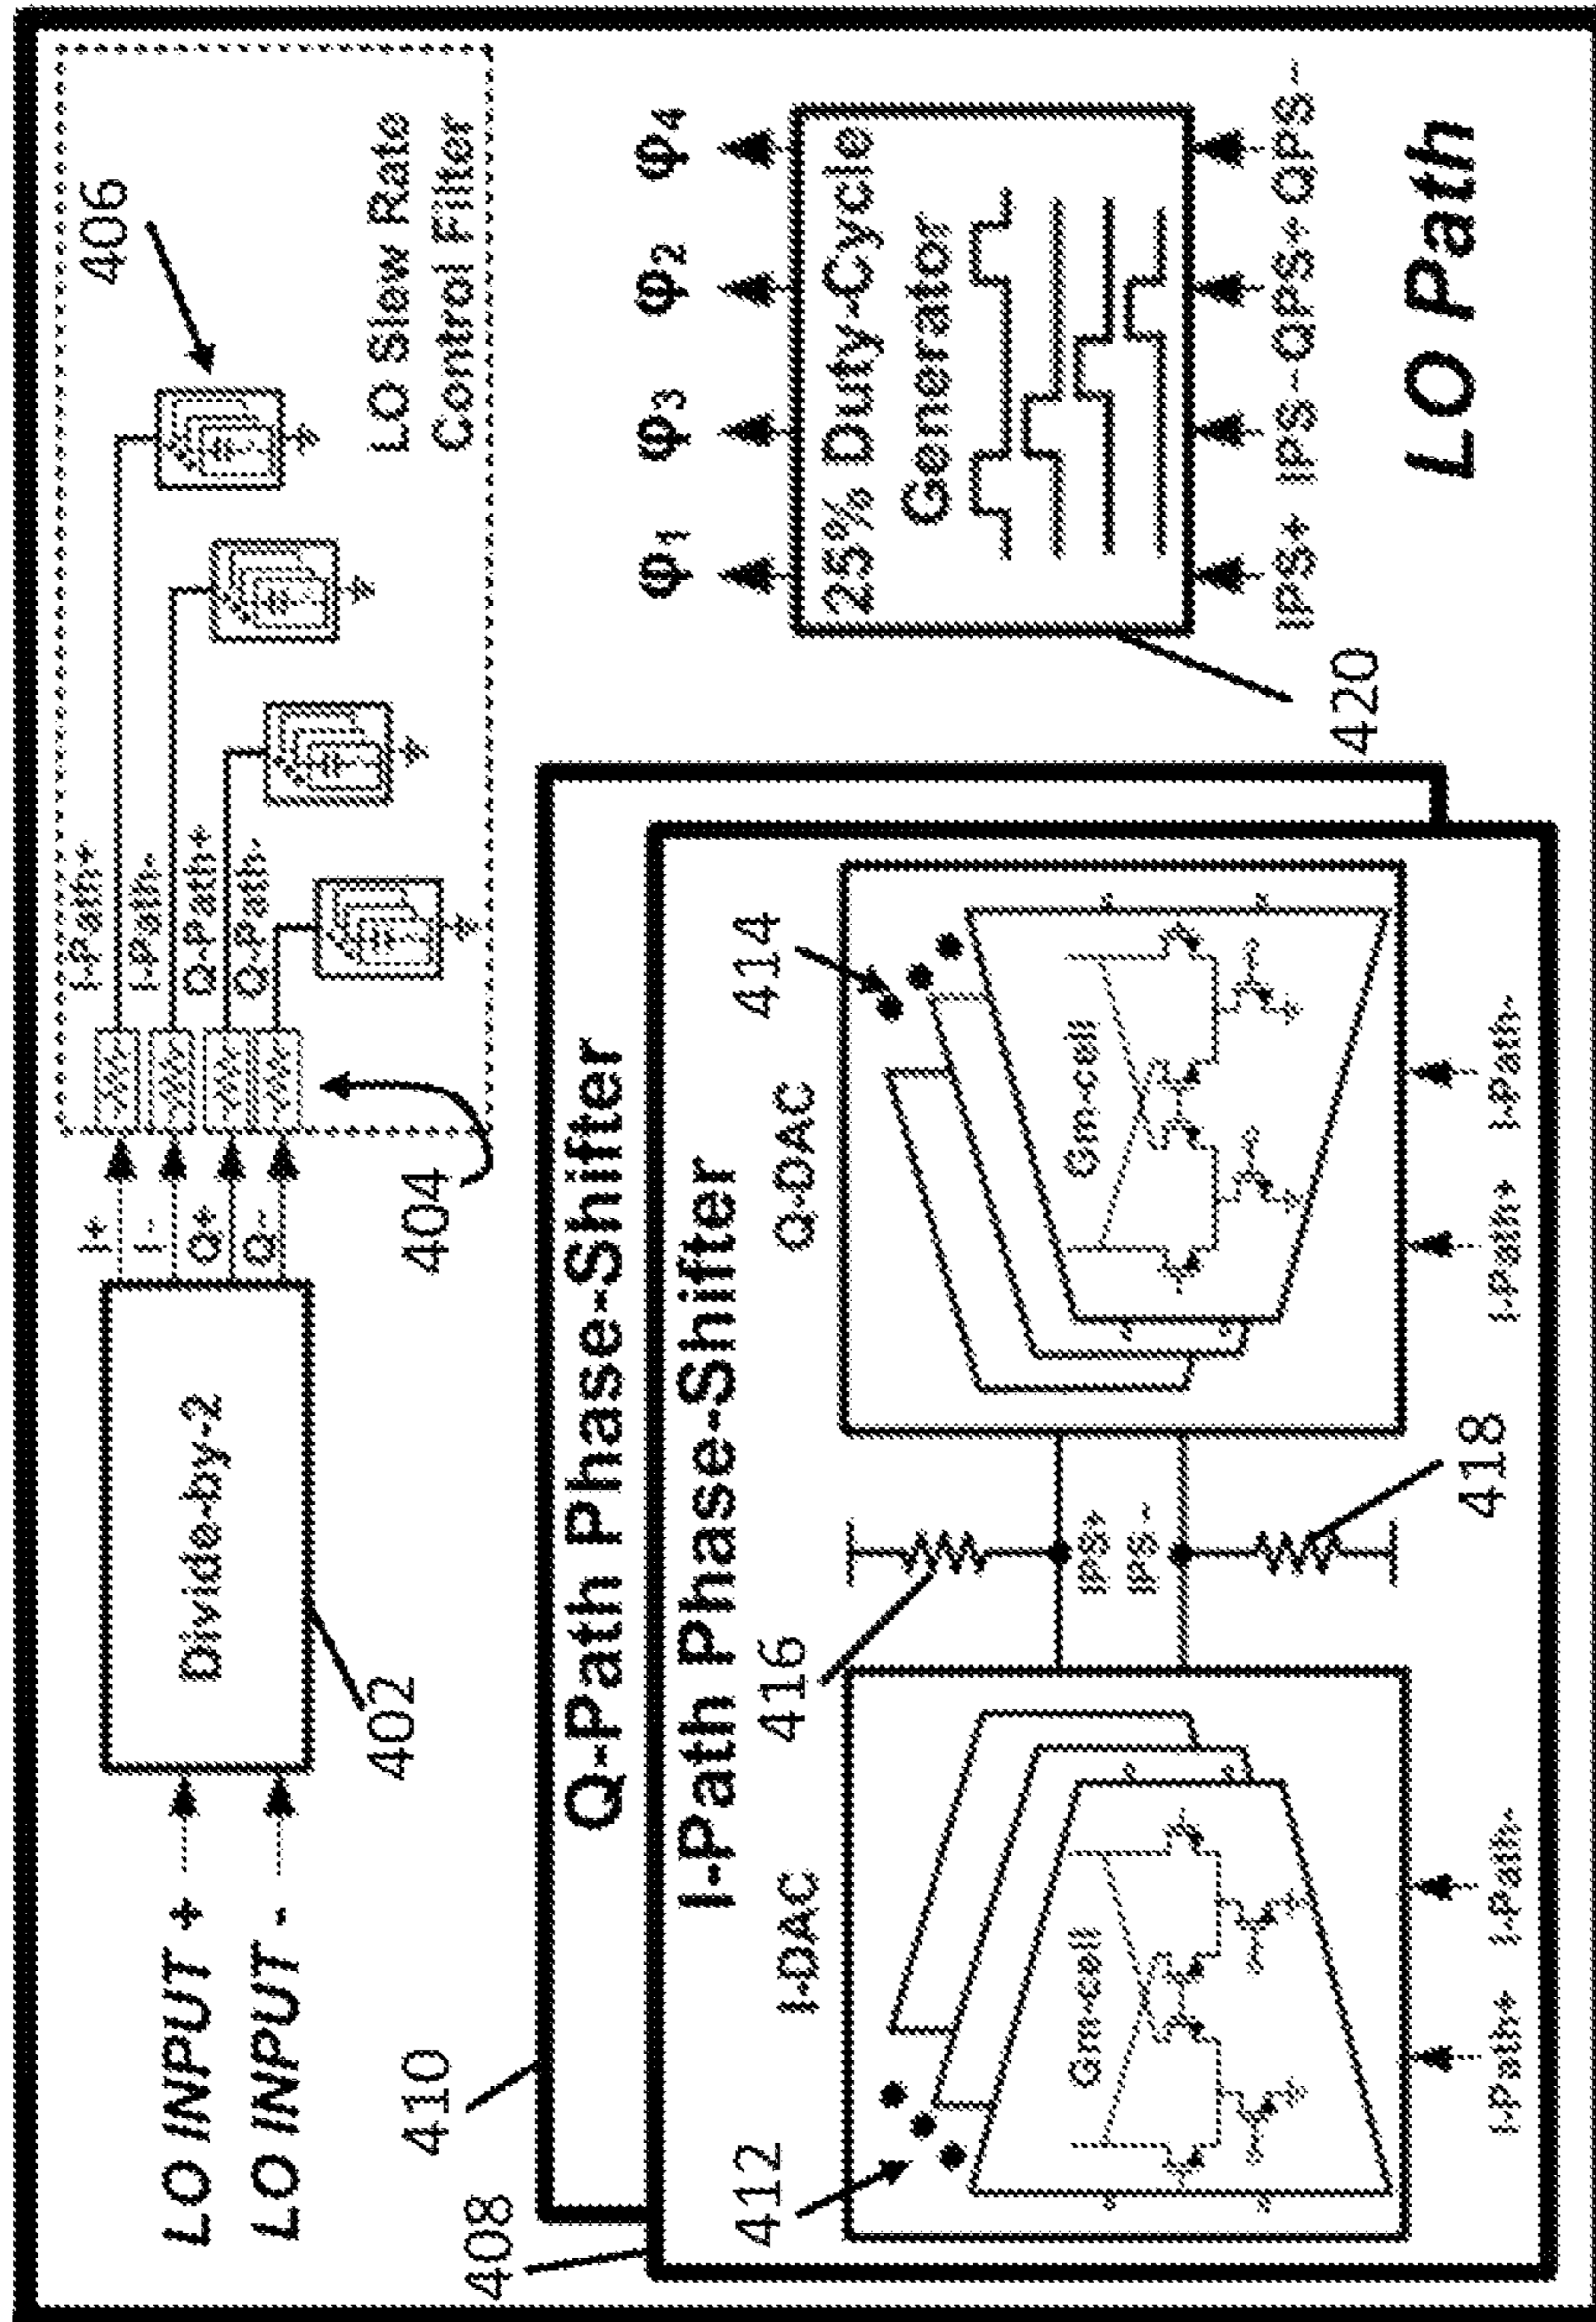 LO INPUT +
LO INPUT -
Divide-by-2
402
I+
I-
Q+
Q-
404
I-Path+
I-Path-
Q-Path+
Q-Path-
406
LO Slew Rate
Control Filter
410
408
Q-Path Phase-Shifter
I-Path Phase-Shifter
412
I-DAC
Gm-cell
I-Path+ I-Path-
416
IPS+
IPS-
418
Q-DAC
414
Gm-cell
I-Path+ I-Path-
φ1 φ3 φ2 φ4
25% Duty-Cycle
Generator
IPS+ IPS- QPS+ QPS-
420
LO Path